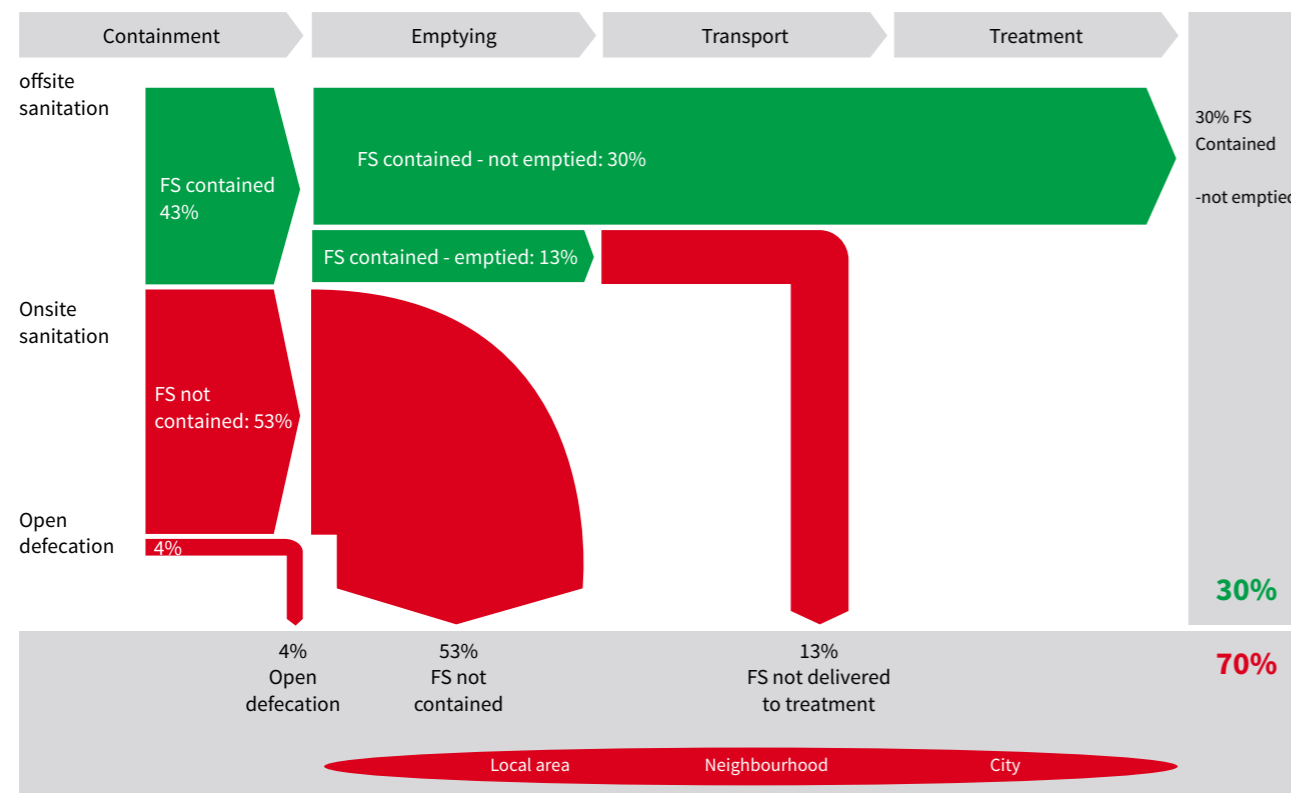 Containment
Emptying
Transport
Treatment
offsite
sanitation
FS contained
43%
FS contained - not emptied: 30%
30% FS
Contained
-not emptied
FS contained - emptied: 13%
Onsite
sanitation
FS not
contained: 53%
Open
defecation
4%
30%
4%
Open
defecation
53%
FS not
contained
13%
FS not delivered
to treatment
70%
Local area
Neighbourhood
City